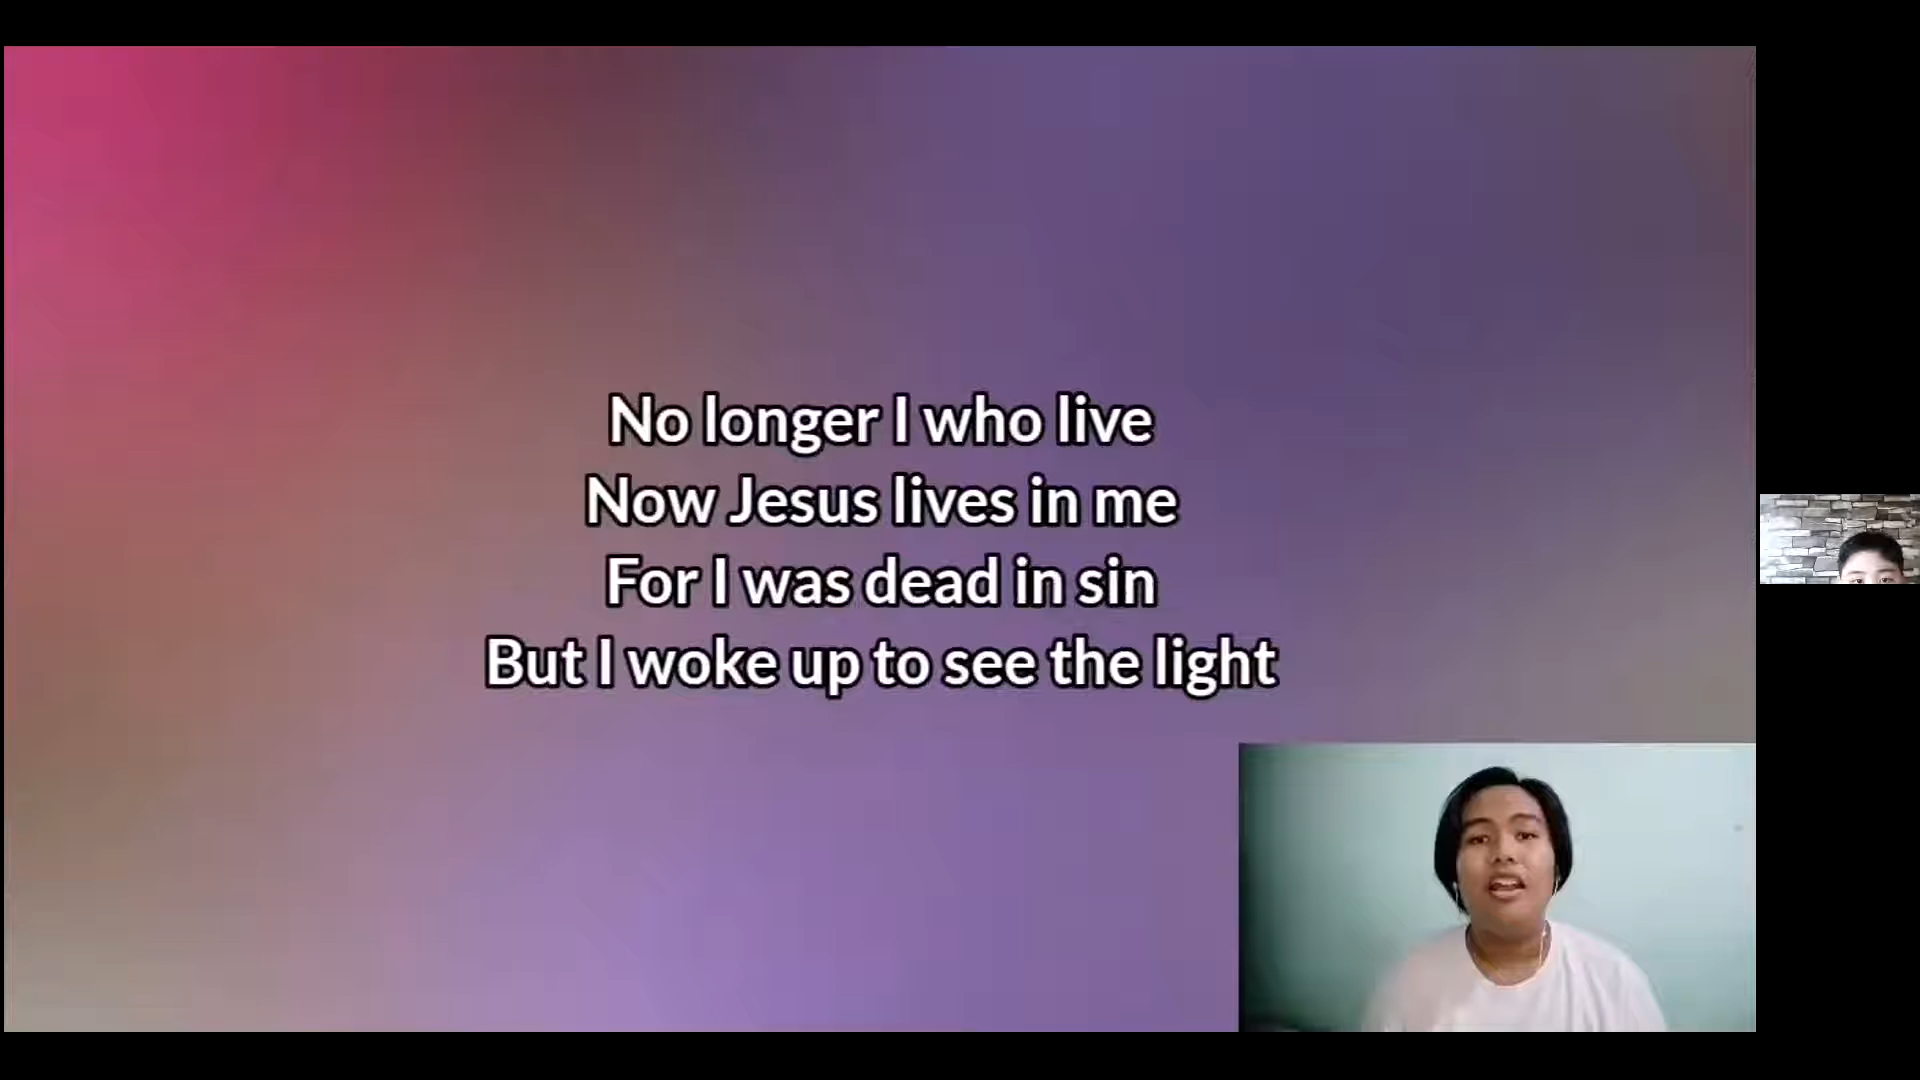 No longer I who live
Now Jesus lives in me
For I was dead in sin
But I woke up to see the light